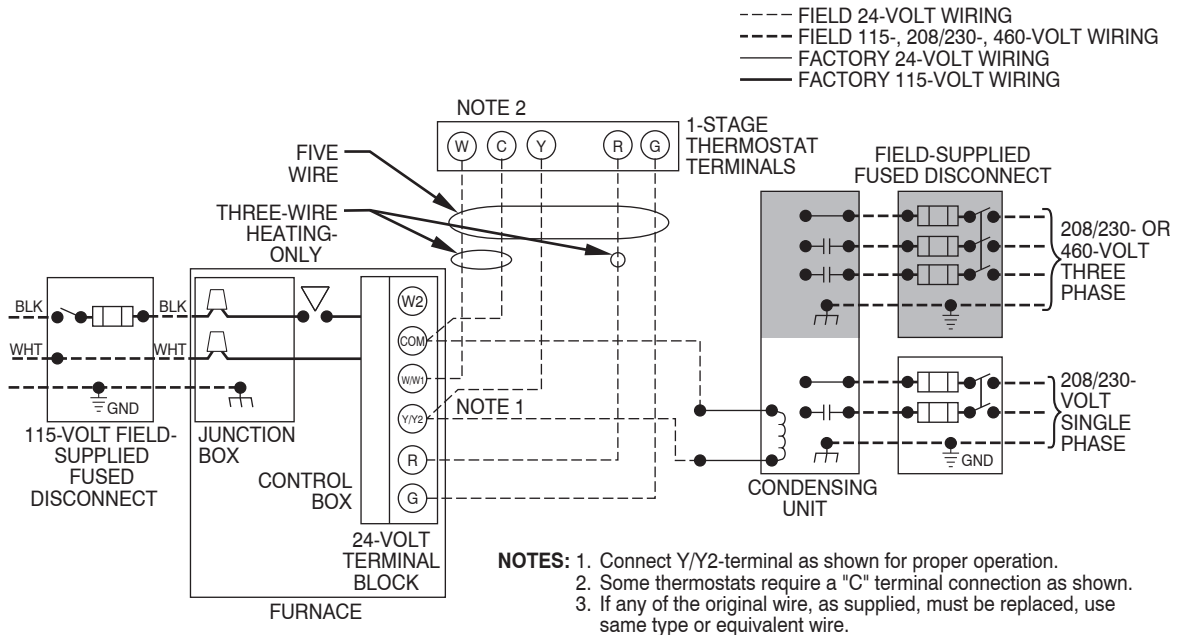 FIELD 24-VOLT WIRING
FIELD 115-, 208/230-, 460-VOLT WIRING
FACTORY 24-VOLT WIRING
FACTORY 115-VOLT WIRING
NOTE 2
W
C
Y
R
G
1-STAGE
THERMOSTAT
TERMINALS
FIVE
WIRE
THREE-WIRE
HEATING-
ONLY
FIELD-SUPPLIED
FUSED DISCONNECT
208/230- OR
460-VOLT
THREE
PHASE
BLK
BLK
WHT
WHT
GND
115-VOLT FIELD-
SUPPLIED
FUSED
DISCONNECT
JUNCTION
BOX
CONTROL
BOX
W2
COM
W/W1
Y/Y2
R
G
NOTE 1
24-VOLT
TERMINAL
BLOCK
FURNACE
208/230-
VOLT
SINGLE
PHASE
GND
CONDENSING
UNIT
NOTES: 1. Connect Y/Y2-terminal as shown for proper operation.
2. Some thermostats require a "C" terminal connection as shown.
3. If any of the original wire, as supplied, must be replaced, use
same type or equivalent wire.